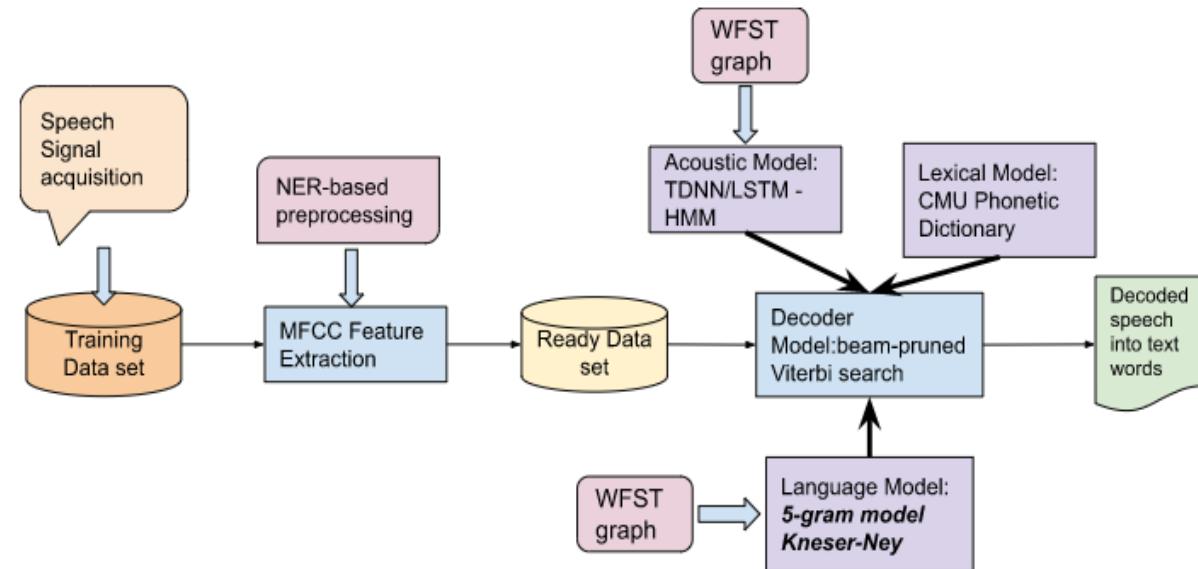 WFST
graph
Speech
Signal
acquisition
NER-based
preprocessing
Acoustic Model:
TDNN/LSTM -
HMM
Lexical Model:
CMU Phonetic
Dictionary
Training
Data set
MFCC Feature
Extraction
Ready Data
set
Decoder
Model:beam-pruned
Viterbi search
Decoded
speech
into text
words
WFST
graph
Language Model:
5-gram model
Kneser-Ney